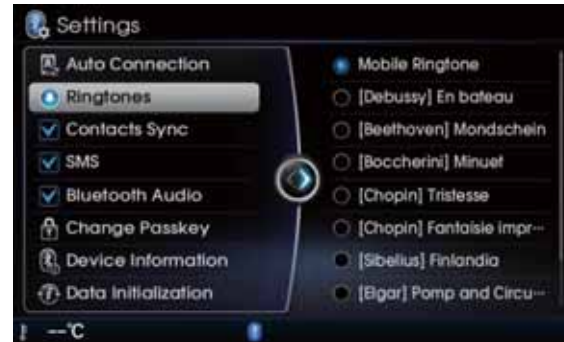 Settings
Auto Connection
Ringtones
Contacts Sync
SMS
Bluetooth Audio
Change Passkey
Device Information
Data Initialization
Mobile Ringtone
[Debussy] En bateau
[Beethoven] Mondschein
[Boccherini] Minuet
[Chopin] Tristesse
[Chopin] Fantaisie impr···
[Sibelius] Finlandia
[Elgar] Pomp and Circu···
--°C